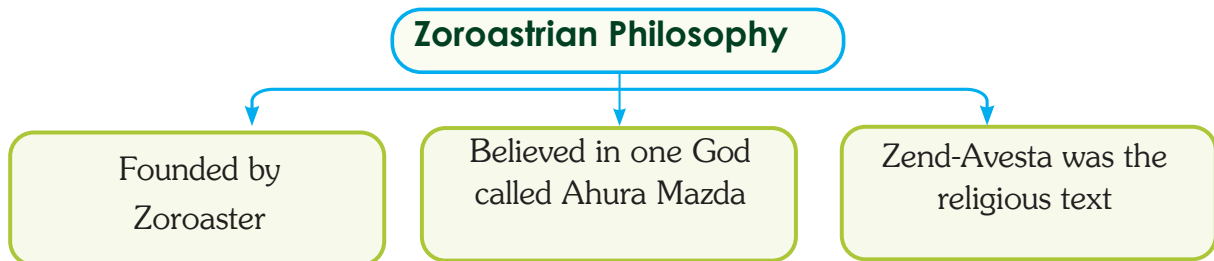 Zoroastrian Philosophy
Founded by
Zoroaster
Believed in one God
called Ahura Mazda
Zend-Avesta was the
religious text